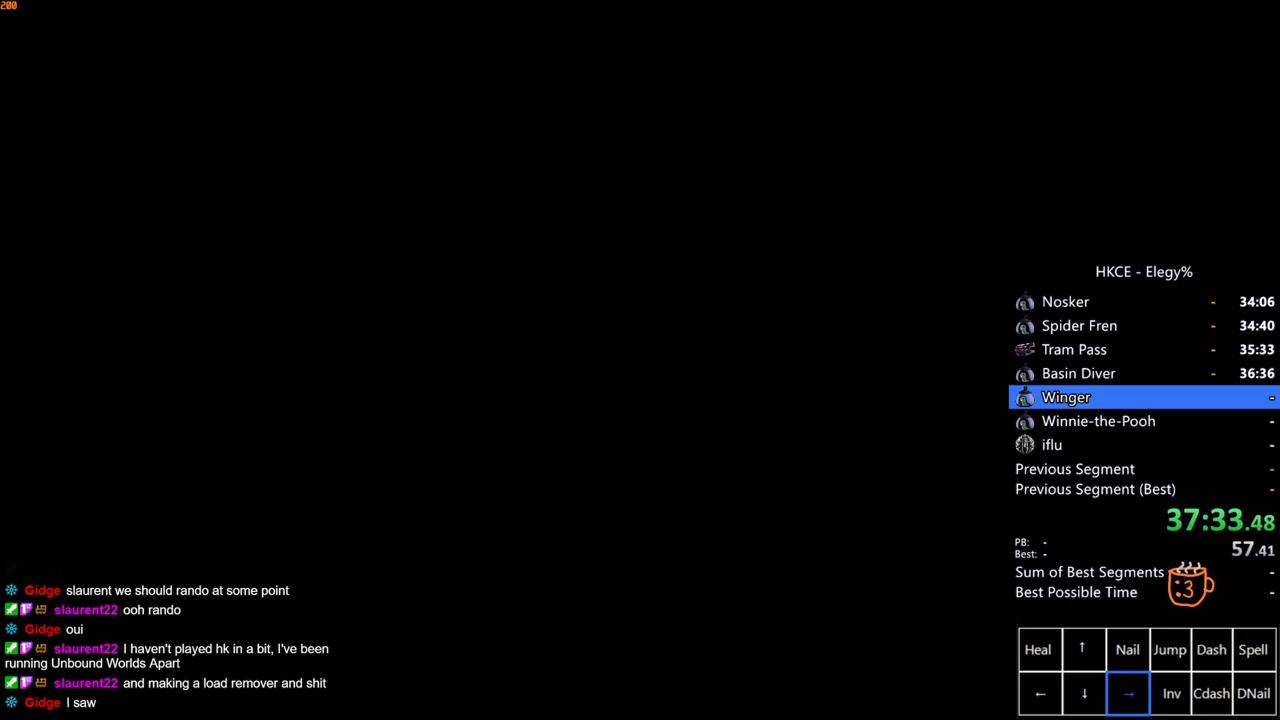 200
HKCE - Elegy%
Nosker - 34:06
Spider Fren - 34:40
Tram Pass - 35:33
Basin Diver - 36:36
Winger -
Winnie-the-Pooh -
iflu -
Previous Segment -
Previous Segment (Best) -
37:33.48
PB: -
57.41
Best: -
Sum of Best Segments -
Best Possible Time -
:3
Heal ↑ Nail Jump Dash Spell
← ↓ → Inv Cdash DNail
Gidge slaurent we should rando at some point
slaurent22 ooh rando
Gidge oui
slaurent22 I haven't played hk in a bit, I've been
running Unbound Worlds Apart
slaurent22 and making a load remover and shit
Gidge I saw